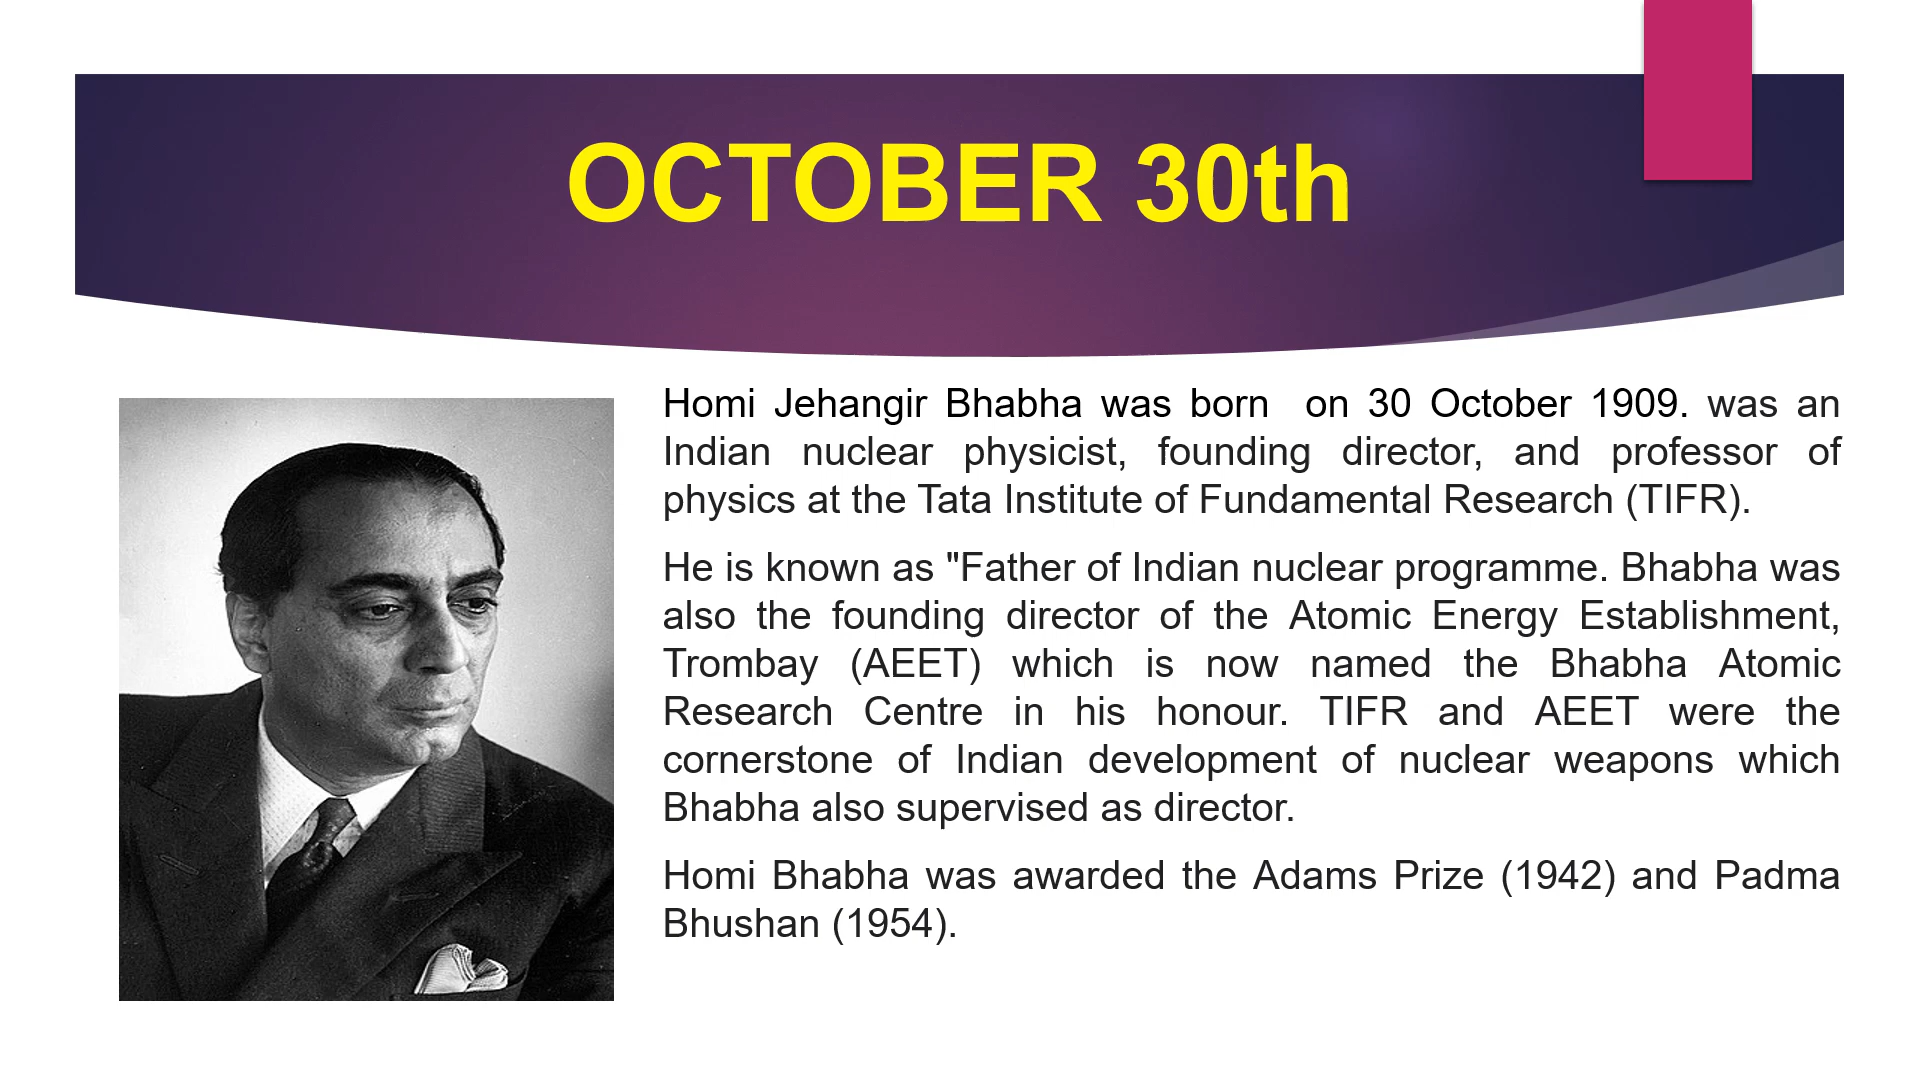 OCTOBER 30th
Homi Jehangir Bhabha was born  on 30 October 1909. was an
Indian nuclear physicist, founding director, and professor of
physics at the Tata Institute of Fundamental Research (TIFR).
He is known as "Father of Indian nuclear programme. Bhabha was
also the founding director of the Atomic Energy Establishment,
Trombay (AEET) which is now named the Bhabha Atomic
Research Centre in his honour. TIFR and AEET were the
cornerstone of Indian development of nuclear weapons which
Bhabha also supervised as director.
Homi Bhabha was awarded the Adams Prize (1942) and Padma
Bhushan (1954).